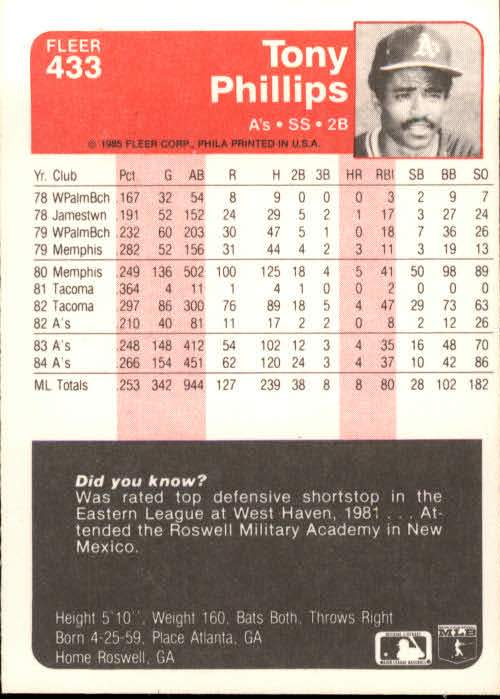 FLEER
433
Tony
Phillips
A's • SS • 2B
© 1985 FLEER CORP., PHILA PRINTED IN U.S.A.
Yr. Club Pct. G AB R H 2B 3B HR RBI SB BB SO
78 WPalmBch .167 32 54 8 9 0 0 0 3 2 9 7
78 Jamestwn .191 52 152 24 29 5 2 1 17 3 27 24
79 WPalmBch .232 60 203 30 47 5 1 0 18 7 36 26
79 Memphis .282 52 156 31 44 4 2 3 11 3 19 13
80 Memphis .249 136 502 100 125 18 4 5 41 50 98 89
81 Tacoma .364 4 11 1 4 1 0 0 2 0 0 0
82 Tacoma .297 86 300 76 89 18 5 4 47 29 73 63
82 A's .210 40 81 11 17 2 2 0 8 2 12 26
83 A's .248 148 412 54 102 12 3 4 35 16 48 70
84 A's .266 154 451 62 120 24 3 4 37 10 42 86
ML Totals .253 342 944 127 239 38 8 8 80 28 102 182
Did you know?
Was rated top defensive shortstop in the
Eastern League at West Haven, 1981 . . . At-
tended the Roswell Military Academy in New
Mexico.
Height 5'10", Weight 160, Bats Both, Throws Right
Born 4-25-59, Place Atlanta, GA
Home Roswell, GA
MLB